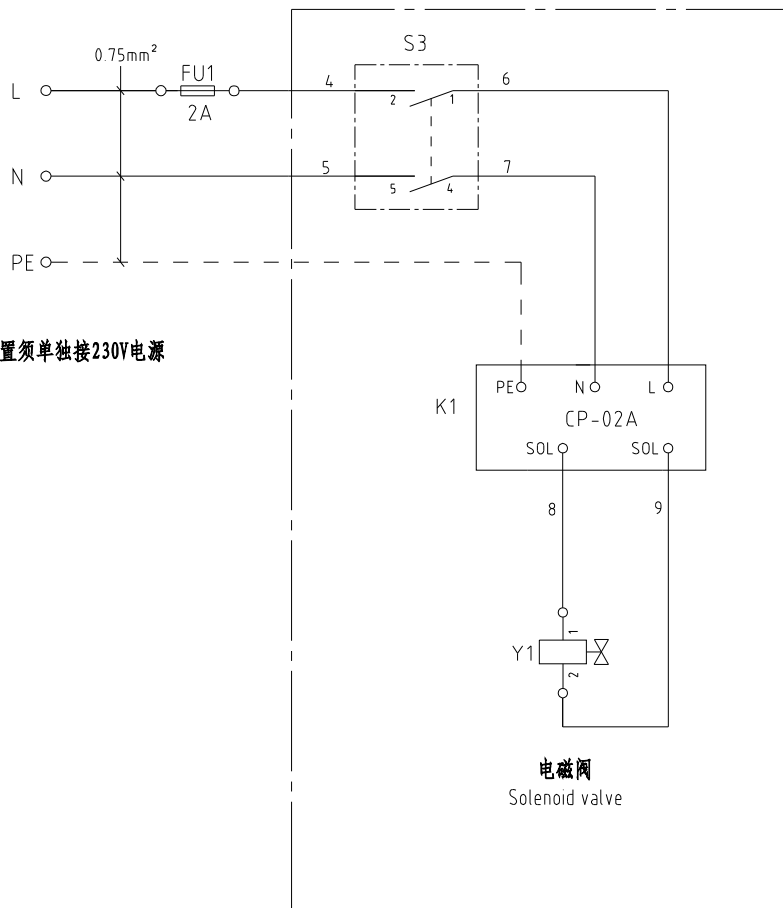 S3
0.75mm²
L FU1 4 2 1 6
2A
N 5 5 4 7
PE
置须单独接230V电源
PE N L
K1 CP-02A
SOL SOL
8 9
1
Y1
2
电磁阀
Solenoid valve